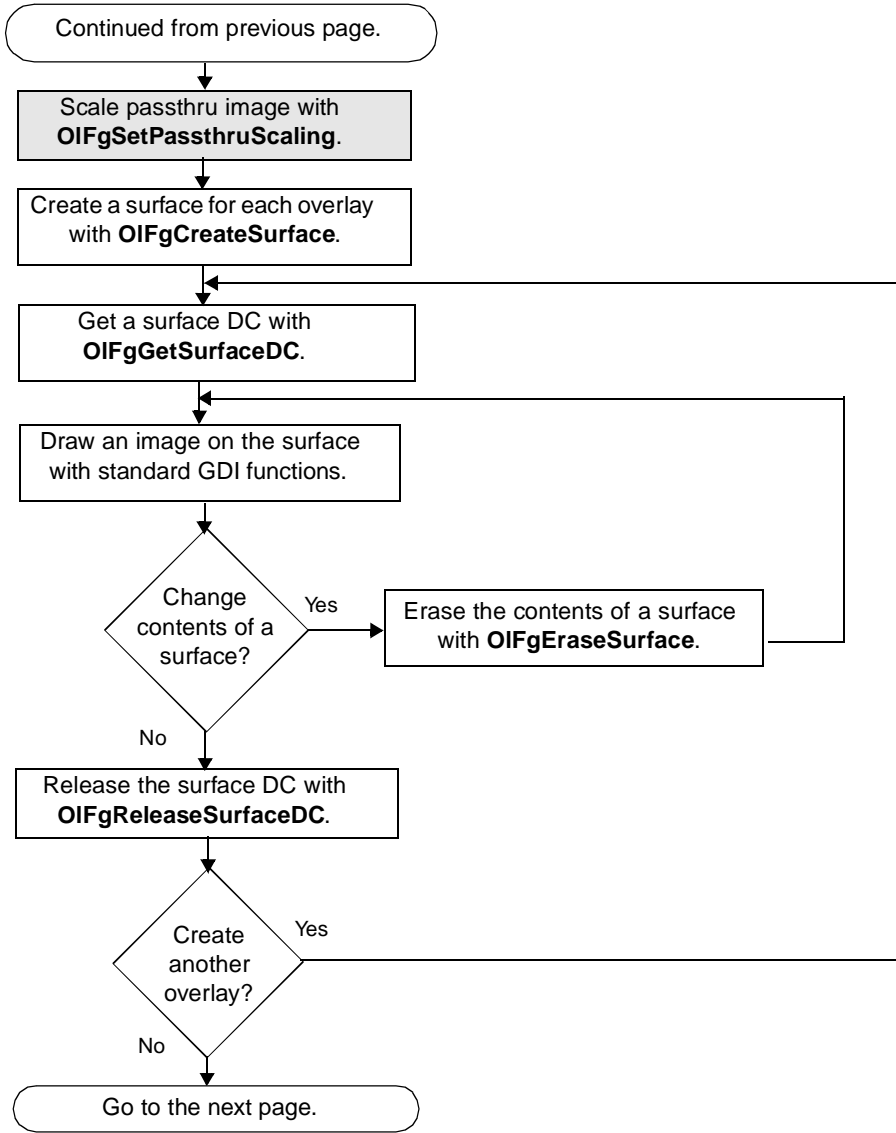 Continued from previous page.
Scale passthru image with
OlFgSetPassthruScaling.
Create a surface for each overlay
with OlFgCreateSurface.
Get a surface DC with
OlFgGetSurfaceDC.
Draw an image on the surface
with standard GDI functions.
Change
contents of a
surface?
Yes
Erase the contents of a surface
with OlFgEraseSurface.
No
Release the surface DC with
OlFgReleaseSurfaceDC.
Create
another
overlay?
Yes
No
Go to the next page.